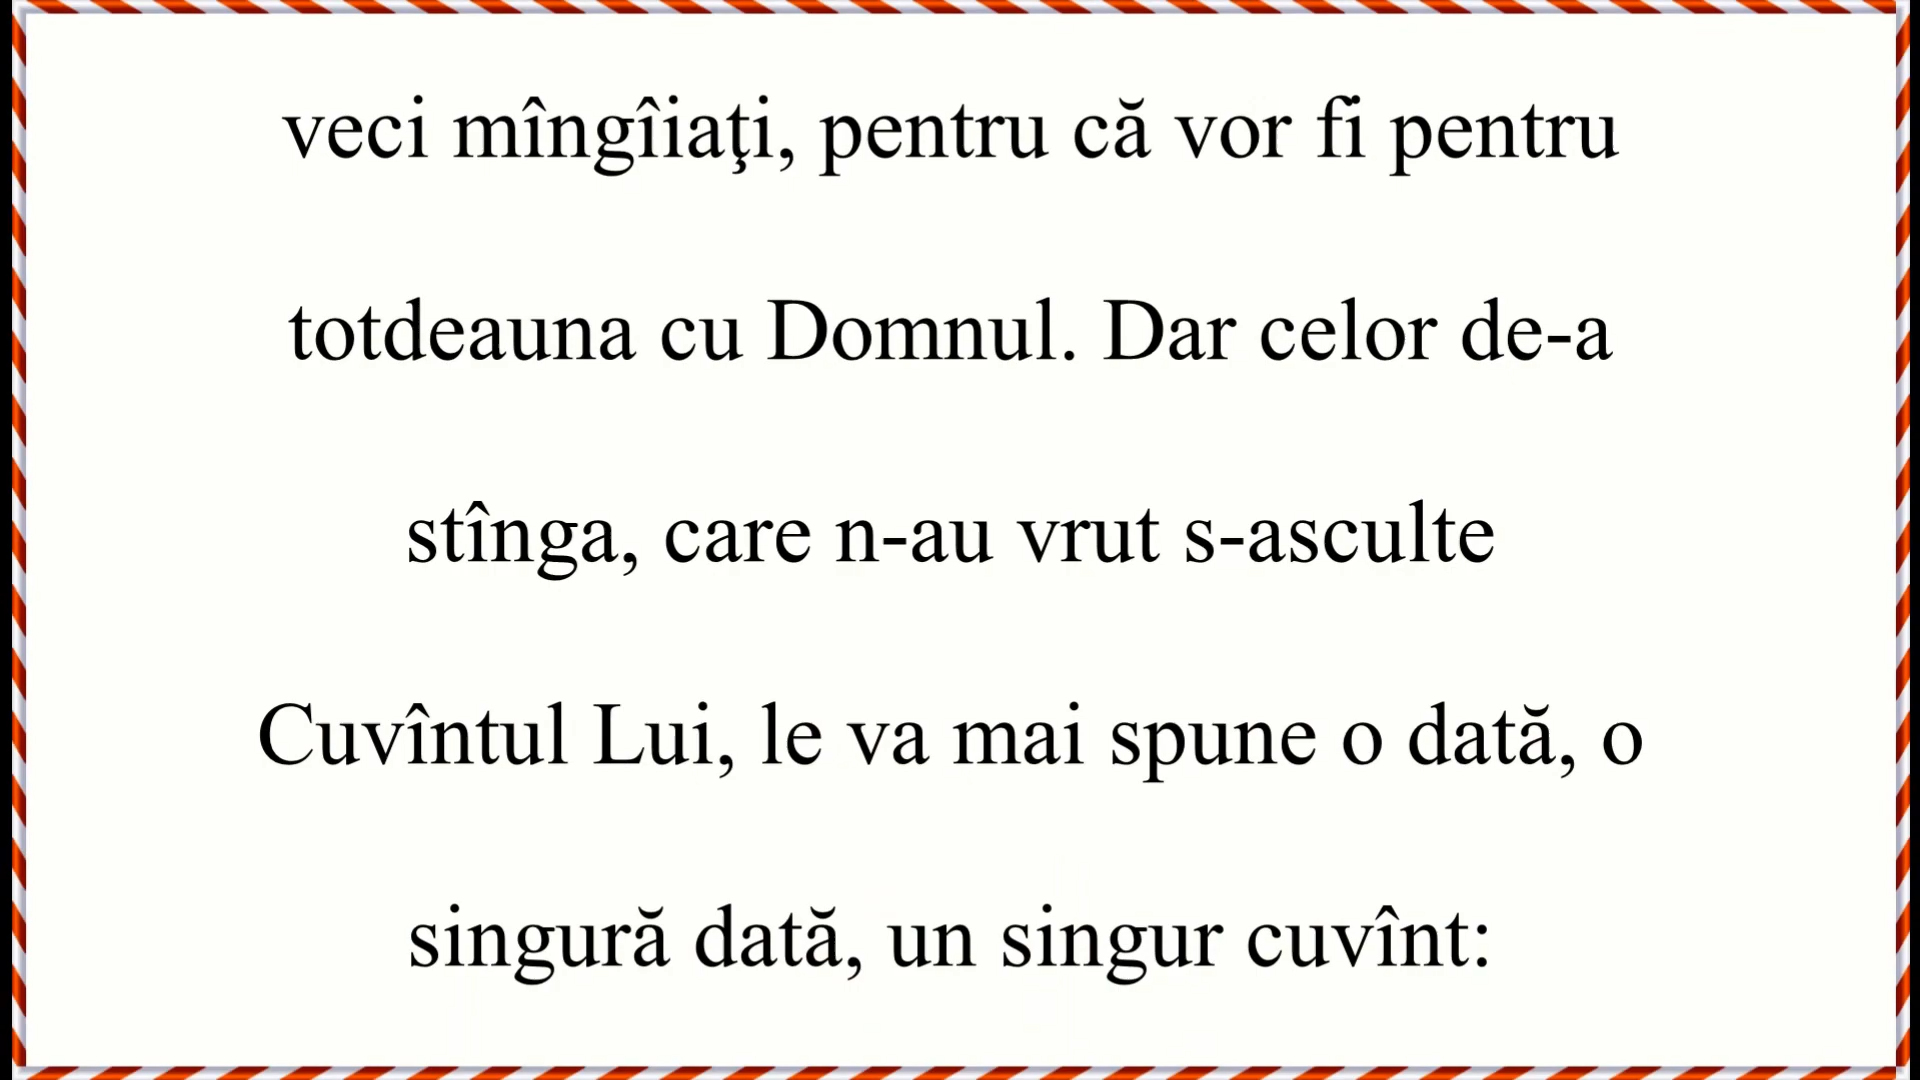 veci mîngîiaţi, pentru că vor fi pentru
totdeauna cu Domnul. Dar celor de-a
stînga, care n-au vrut s-asculte
Cuvîntul Lui, le va mai spune o dată, o
singură dată, un singur cuvînt: